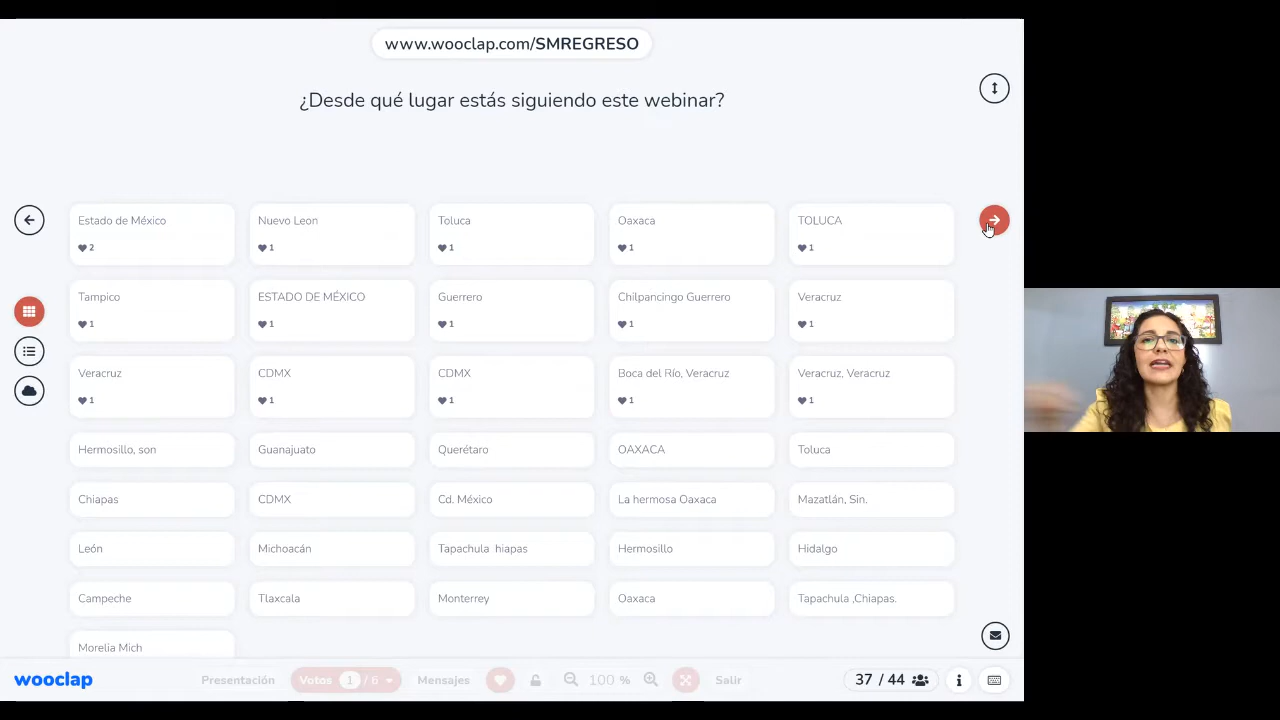 www.wooclap.com/SMREGRESO
¿Desde qué lugar estás siguiendo este webinar?
Estado de México
2
Nuevo Leon
1
Toluca
1
Oaxaca
1
TOLUCA
1
Tampico
1
ESTADO DE MÉXICO
1
Guerrero
1
Chilpancingo Guerrero
1
Veracruz
1
Veracruz
1
CDMX
1
CDMX
1
Boca del Río, Veracruz
1
Veracruz, Veracruz
1
Hermosillo, son
Guanajuato
Querétaro
OAXACA
Toluca
Chiapas
CDMX
Cd. México
La hermosa Oaxaca
Mazatlán, Sin.
León
Michoacán
Tapachula hiapas
Hermosillo
Hidalgo
Campeche
Tlaxcala
Monterrey
Oaxaca
Tapachula ,Chiapas.
Morelia Mich
wooclap
Presentación
Votos 1 / 6
Mensajes
100 %
Salir
37 / 44
i